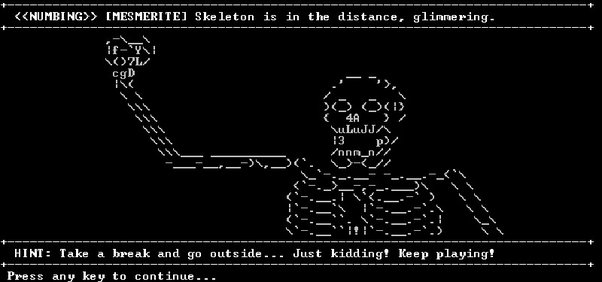 <<NUMBING>> [MESMERITE] Skeleton is in the distance, glimmering.
HINT: Take a break and go outside... Just kidding! Keep playing!
Press any key to continue...